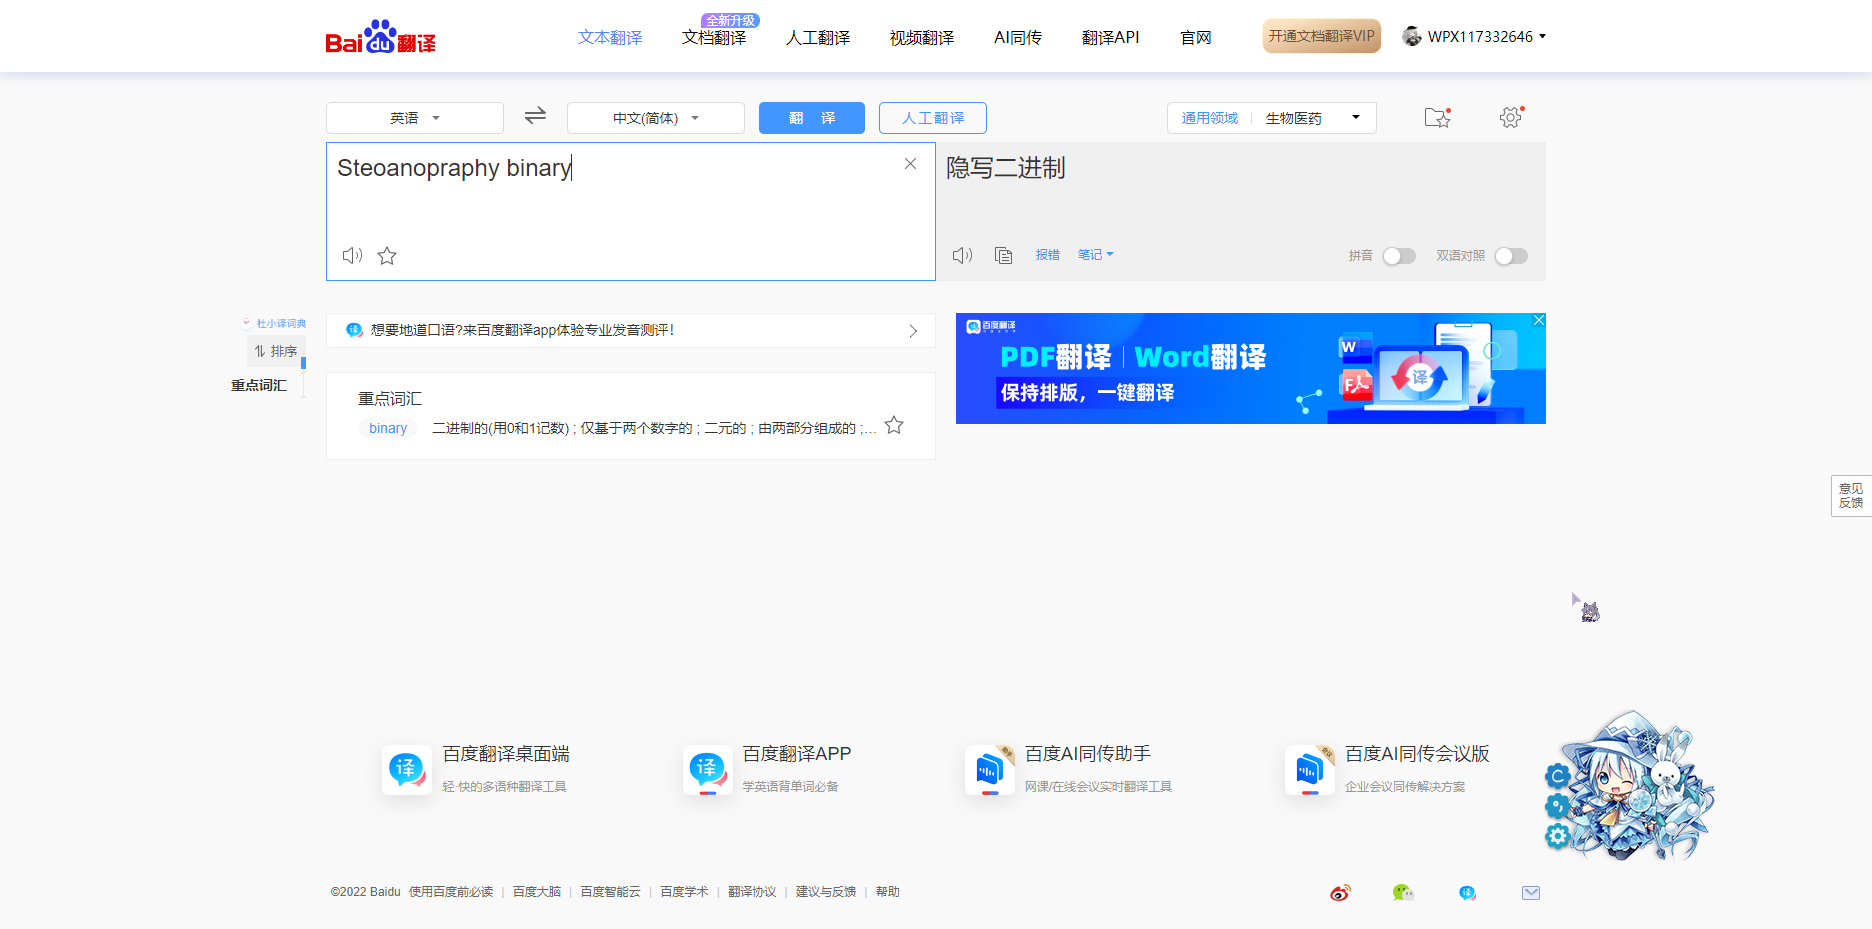 Bai du 翻译
文本翻译
全新升级
文档翻译
人工翻译
视频翻译
AI同传
翻译API
官网
开通文档翻译VIP
WPX117332646
英语
中文(简体)
翻 译
人工翻译
通用领域
生物医药
Steoanopraphy binary
隐写二进制
报错
笔记
拼音
双语对照
杜小译词典
排序
重点词汇
想要地道口语?来百度翻译app体验专业发音测评!
重点词汇
binary 二进制的(用0和1记数) ; 仅基于两个数字的 ; 二元的 ; 由两部分组成的 ;...
百度翻译
PDF翻译 | Word翻译
保持排版，一键翻译
W
译
意见
反馈
译
百度翻译桌面端
轻·快的多语种翻译工具
译
百度翻译APP
学英语背单词必备
助手
百度AI同传助手
网课/在线会议实时翻译工具
百度AI同传会议版
企业会议同传解决方案
©2022 Baidu 使用百度前必读 | 百度大脑 | 百度智能云 | 百度学术 | 翻译协议 | 建议与反馈 | 帮助